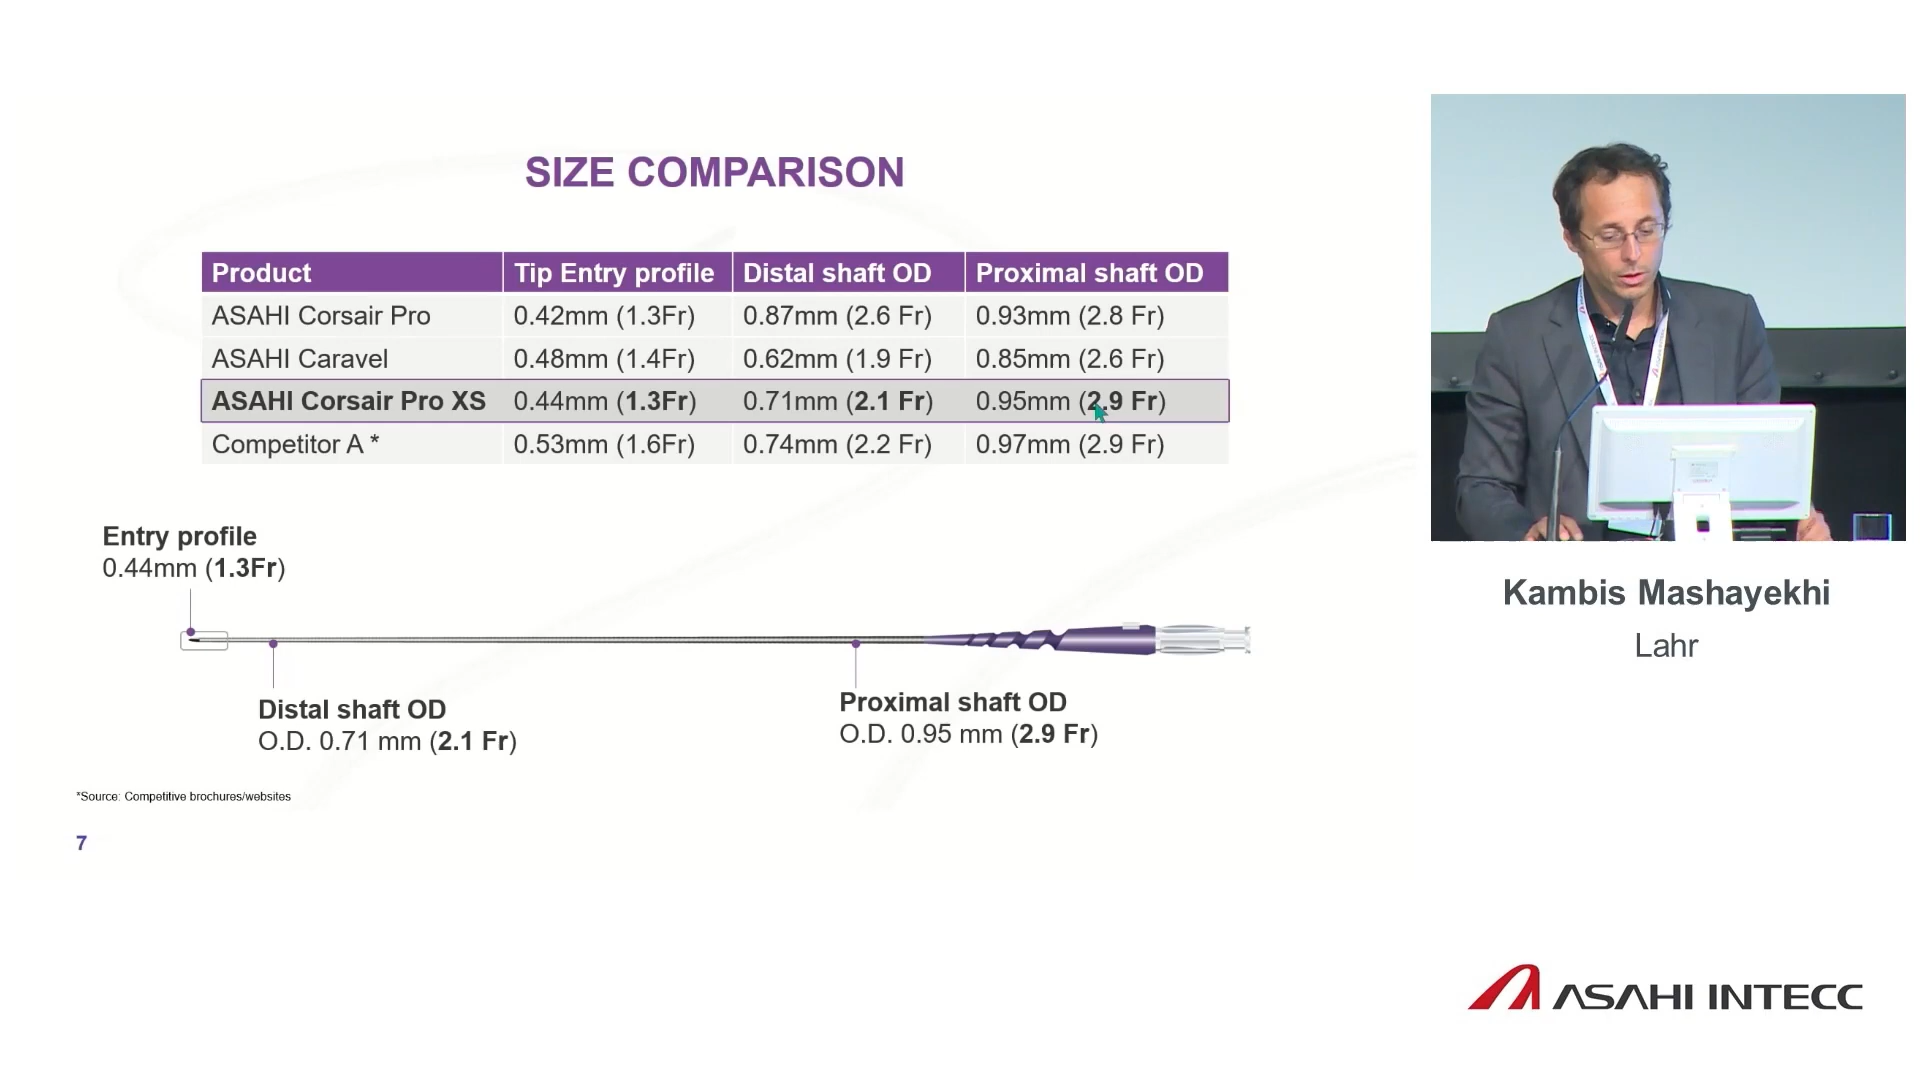 SIZE COMPARISON
Product Tip Entry profile Distal shaft OD Proximal shaft OD
ASAHI Corsair Pro 0.42mm (1.3Fr) 0.87mm (2.6 Fr) 0.93mm (2.8 Fr)
ASAHI Caravel 0.48mm (1.4Fr) 0.62mm (1.9 Fr) 0.85mm (2.6 Fr)
ASAHI Corsair Pro XS 0.44mm (1.3Fr) 0.71mm (2.1 Fr) 0.95mm (2.9 Fr)
Competitor A * 0.53mm (1.6Fr) 0.74mm (2.2 Fr) 0.97mm (2.9 Fr)
Entry profile
0.44mm (1.3Fr)
Distal shaft OD
O.D. 0.71 mm (2.1 Fr)
Proximal shaft OD
O.D. 0.95 mm (2.9 Fr)
*Source: Competitive brochures/websites
7
Kambis Mashayekhi
Lahr
ASAHI INTECC